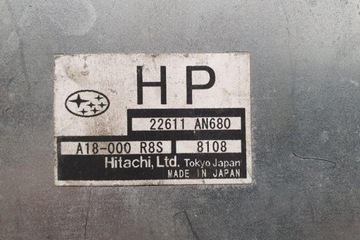 HP
22611 AN680
A18-000 R8S 8108
Hitachi, Ltd. Tokyo Japan
MADE IN JAPAN